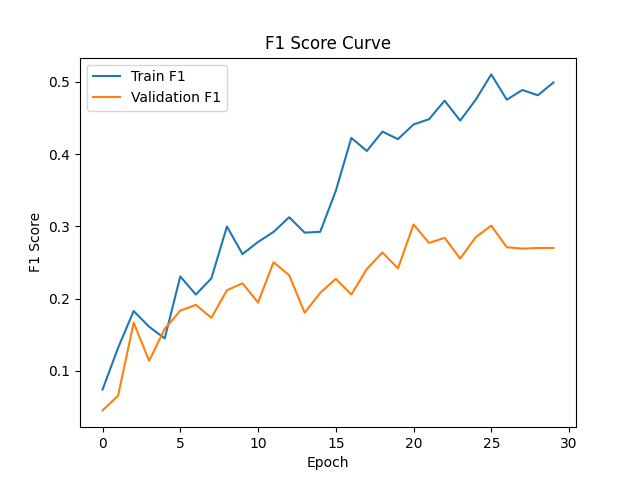 F1 Score Curve
Train F1
Validation F1
F1 Score
0.5
0.4
0.3
0.2
0.1
0 5 10 15 20 25 30
Epoch